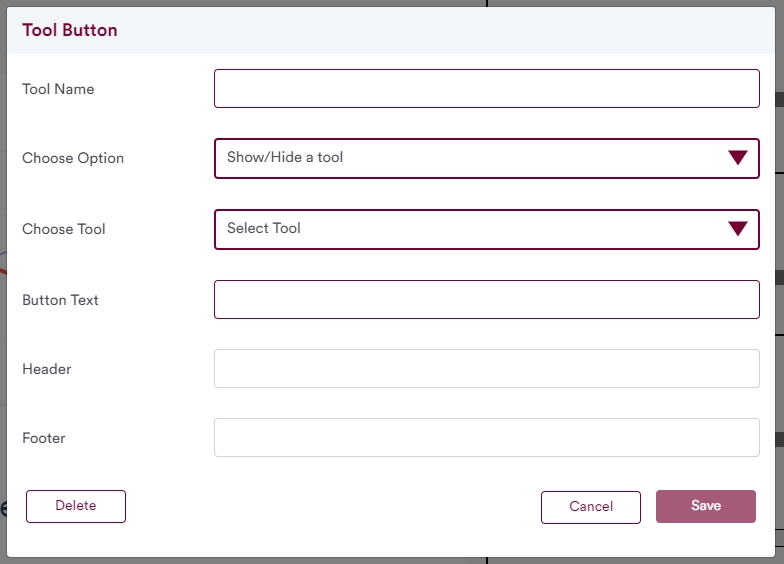 Tool Button
Tool Name
Choose Option
Show/Hide a tool
Choose Tool
Select Tool
Button Text
Header
Footer
Delete
Cancel
Save